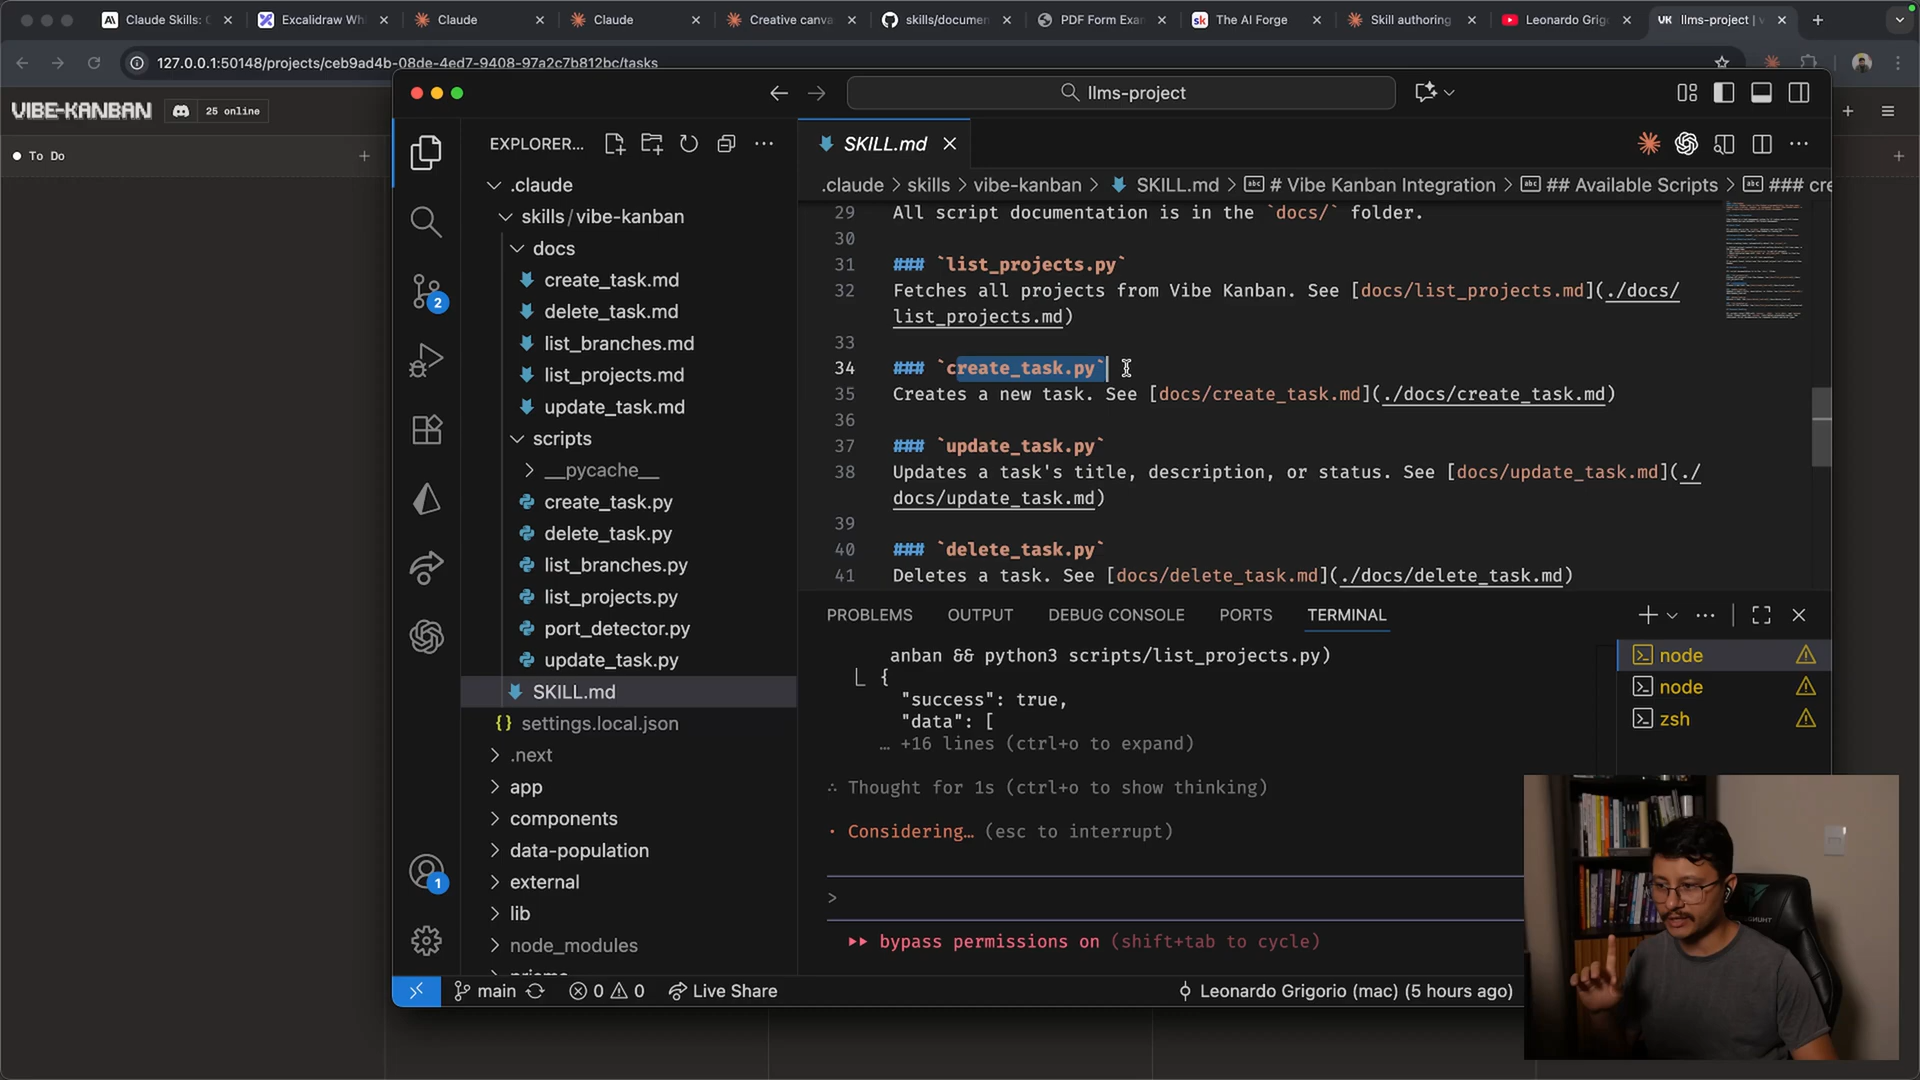 Claude Skills: C
Excalidraw Whi
Claude
Claude
Creative canva
skills/documen
PDF Form Exa
sk The AI Forge
Skill authoring
Leonardo Grig
VK llms-project | v
127.0.0.1:50148/projects/ceb9ad4b-08de-4ed7-9408-97a2c7b812bc/tasks
VIBE-KANBAN
25 online
To Do
llms-project
EXPLORER...
SKILL.md
.claude > skills > vibe-kanban > SKILL.md > # Vibe Kanban Integration > ## Available Scripts > ### cre
.claude
skills / vibe-kanban
docs
create_task.md
delete_task.md
list_branches.md
list_projects.md
update_task.md
scripts
__pycache__
create_task.py
delete_task.py
list_branches.py
list_projects.py
port_detector.py
update_task.py
SKILL.md
settings.local.json
.next
app
components
data-population
external
lib
node_modules
2
1
29 All script documentation is in the `docs/` folder.
30
31 ### `list_projects.py`
32 Fetches all projects from Vibe Kanban. See [docs/list_projects.md](./docs/
list_projects.md)
33
34 ### `create_task.py`
35 Creates a new task. See [docs/create_task.md](./docs/create_task.md)
36
37 ### `update_task.py`
38 Updates a task's title, description, or status. See [docs/update_task.md](./
docs/update_task.md)
39
40 ### `delete_task.py`
41 Deletes a task. See [docs/delete_task.md](./docs/delete_task.md)
PROBLEMS
OUTPUT
DEBUG CONSOLE
PORTS
TERMINAL
anban && python3 scripts/list_projects.py)
{
"success": true,
"data": [
… +16 lines (ctrl+o to expand)
∴ Thought for 1s (ctrl+o to show thinking)
· Considering… (esc to interrupt)
>
bypass permissions on (shift+tab to cycle)
node
node
zsh
main
0 0
Live Share
Leonardo Grigorio (mac) (5 hours ago)